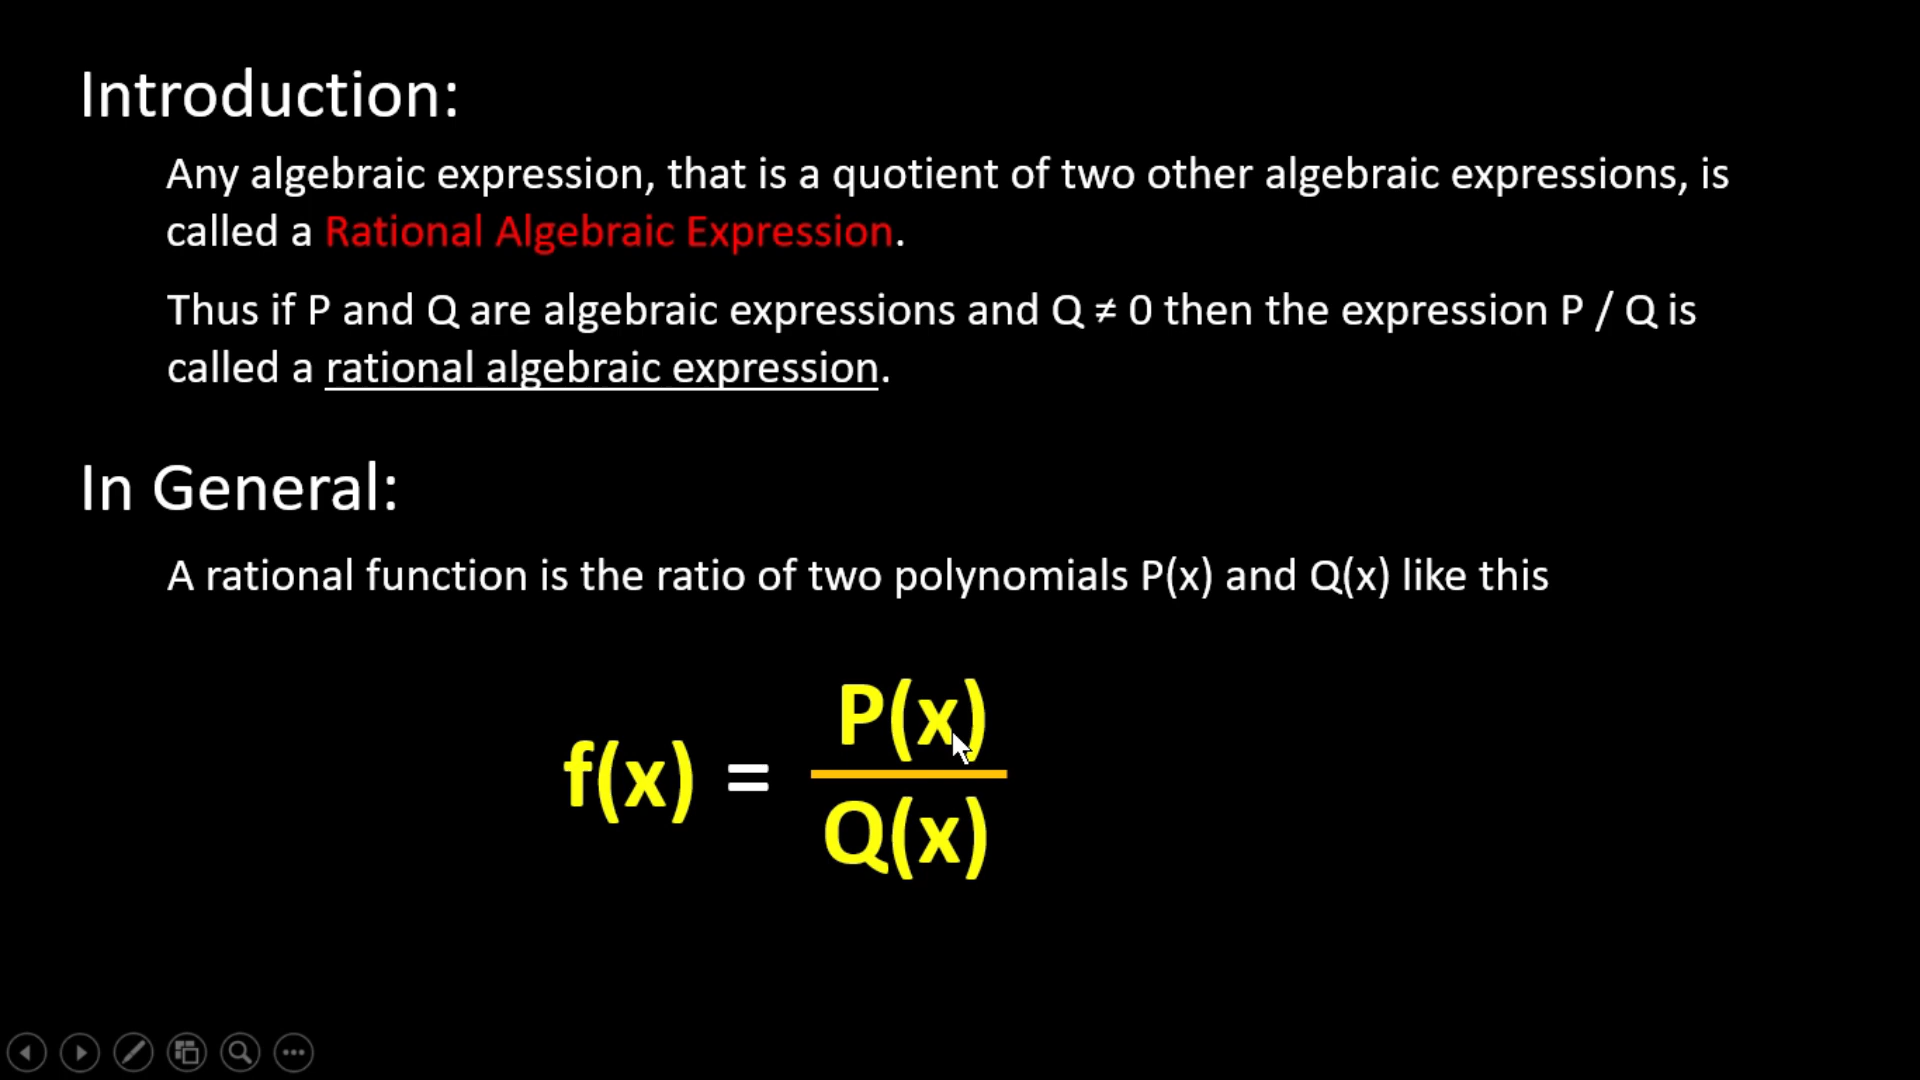 Introduction:
Any algebraic expression, that is a quotient of two other algebraic expressions, is
called a Rational Algebraic Expression.
Thus if P and Q are algebraic expressions and Q ≠ 0 then the expression P / Q is
called a rational algebraic expression.
In General:
A rational function is the ratio of two polynomials P(x) and Q(x) like this
P(x)
f(x) =
Q(x)